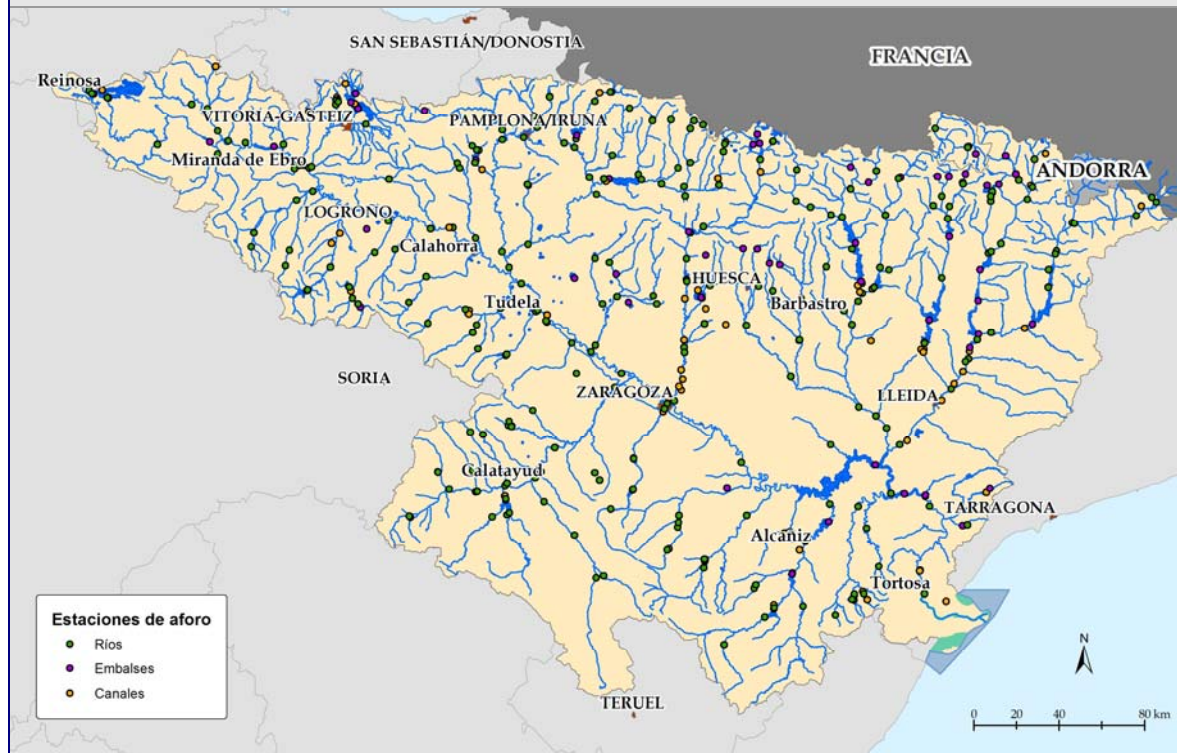 SAN SEBASTIÁN/DONOSTIA
FRANCIA
Reinosa
VITORIA-GASTEIZ
PAMPLONA/IRUÑA
Miranda de Ebro
ANDORRA
LOGROÑO
Calahorra
HUESCA
Tudela
Barbastro
SORIA
ZARAGOZA
LLEIDA
Calatayud
TARRAGONA
Alcañiz
Tortosa
Estaciones de aforo
Ríos
Embalses
Canales
TERUEL
N
0 20 40 80 km